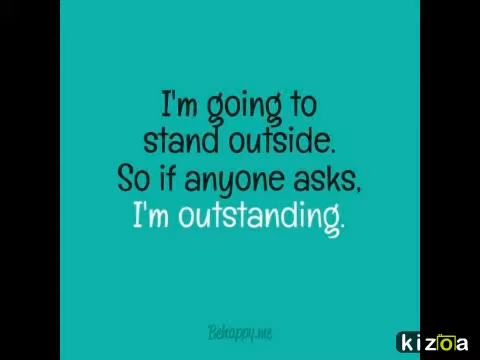 I'm going to
stand outside.
So if anyone asks,
I'm outstanding.
Behappy.me
kizoa